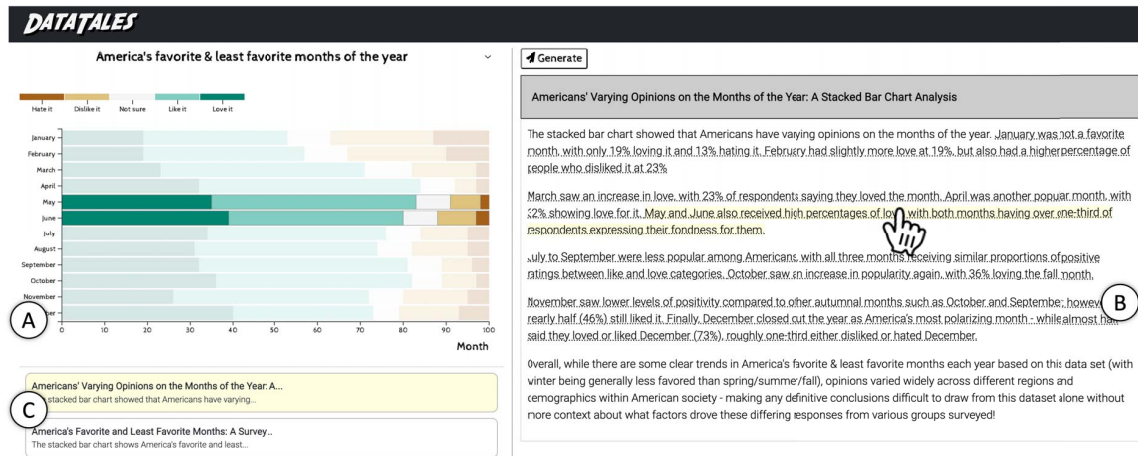 DATATALES
America's favorite & least favorite months of the year
Hate it
Dislike it
Not sure
Like it
Love it
January
February
March
April
May
June
July
August
September
October
November
0
10
20
30
40
50
60
70
80
90
100
Month
A
Americans' Varying Opinions on the Months of the Year: A...
stacked bar chart showed that Americans have varying...
C
America's Favorite and Least Favorite Months: A Survey..
The stacked bar chart shows America's favorite and least...
Generate
Americans' Varying Opinions on the Months of the Year: A Stacked Bar Chart Analysis
The stacked bar chart showed that Americans have varying opinions on the months of the year. January was not a favorite
month, with only 19% loving it and 13% hating it. February had slightly more love at 19%, but also had a higher percentage of
people who disliked it at 23%
March saw an increase in love, with 23% of respondents saying they loved the month. April was another popular month, with
32% showing love for it. May and June also received high percentages of love with both months having over one-third of
respondents expressing their fondness for them.
July to September were less popular among Americans, with all three months receiving similar proportions of positive
ratings between like and love categories. October saw an increase in popularity again, with 36% loving the fall month.
November saw lower levels of positivity compared to other autumnal months such as October and September; however
nearly half (46%) still liked it. Finally, December closed out the year as America's most polarizing month - while almost half
said they loved or liked December (73%), roughly one-third either disliked or hated December.
B
Overall, while there are some clear trends in America's favorite & least favorite months each year based on this data set (with
winter being generally less favored than spring/summer/fall), opinions varied widely across different regions and
demographics within American society - making any definitive conclusions difficult to draw from this dataset alone without
more context about what factors drove these differing responses from various groups surveyed!